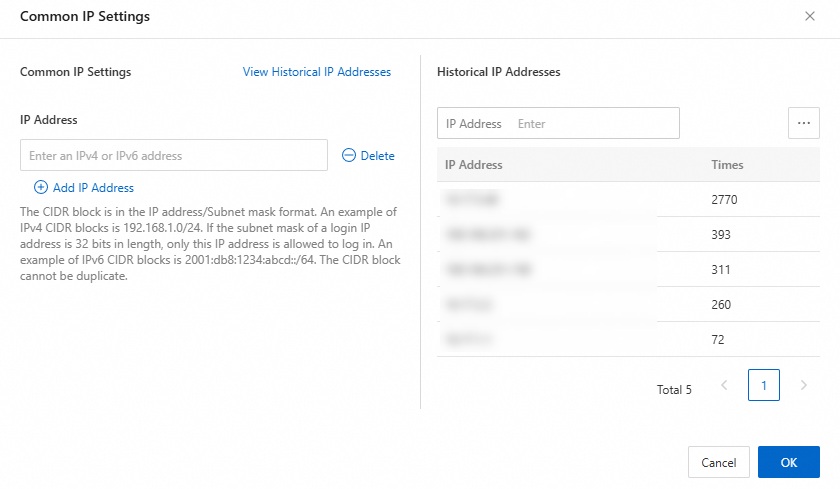 Common IP Settings
Common IP Settings
View Historical IP Addresses
IP Address
Enter an IPv4 or IPv6 address
Delete
Add IP Address
The CIDR block is in the IP address/Subnet mask format. An example of
IPv4 CIDR blocks is 192.168.1.0/24. If the subnet mask of a login IP
address is 32 bits in length, only this IP address is allowed to log in. An
example of IPv6 CIDR blocks is 2001:db8:1234:abcd::/64. The CIDR block
cannot be duplicate.
Historical IP Addresses
IP Address Enter
...
IP Address Times
2770
393
311
260
72
Total 5
1
Cancel
OK